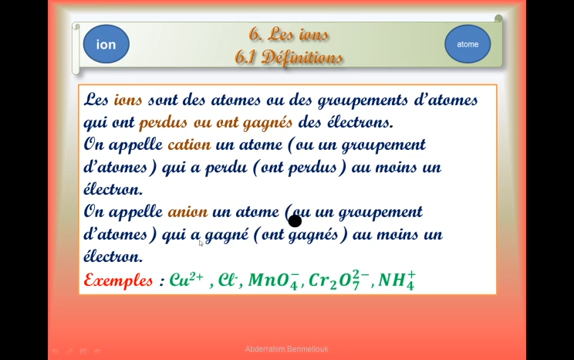 ion
6. Les ions
6.1 Définitions
atome
Les ions sont des atomes ou des groupements d'atomes
qui ont perdus ou ont gagnés des électrons.
On appelle cation un atome (ou un groupement
d'atomes) qui a perdu (ont perdus) au moins un
électron.
On appelle anion un atome (ou un groupement
d'atomes) qui a gagné (ont gagnés) au moins un
électron.
Exemples : Cu²⁺ , Cl⁻, MnO₄⁻, Cr₂O₇²⁻, NH₄⁺
Abderrahim Benmellouk